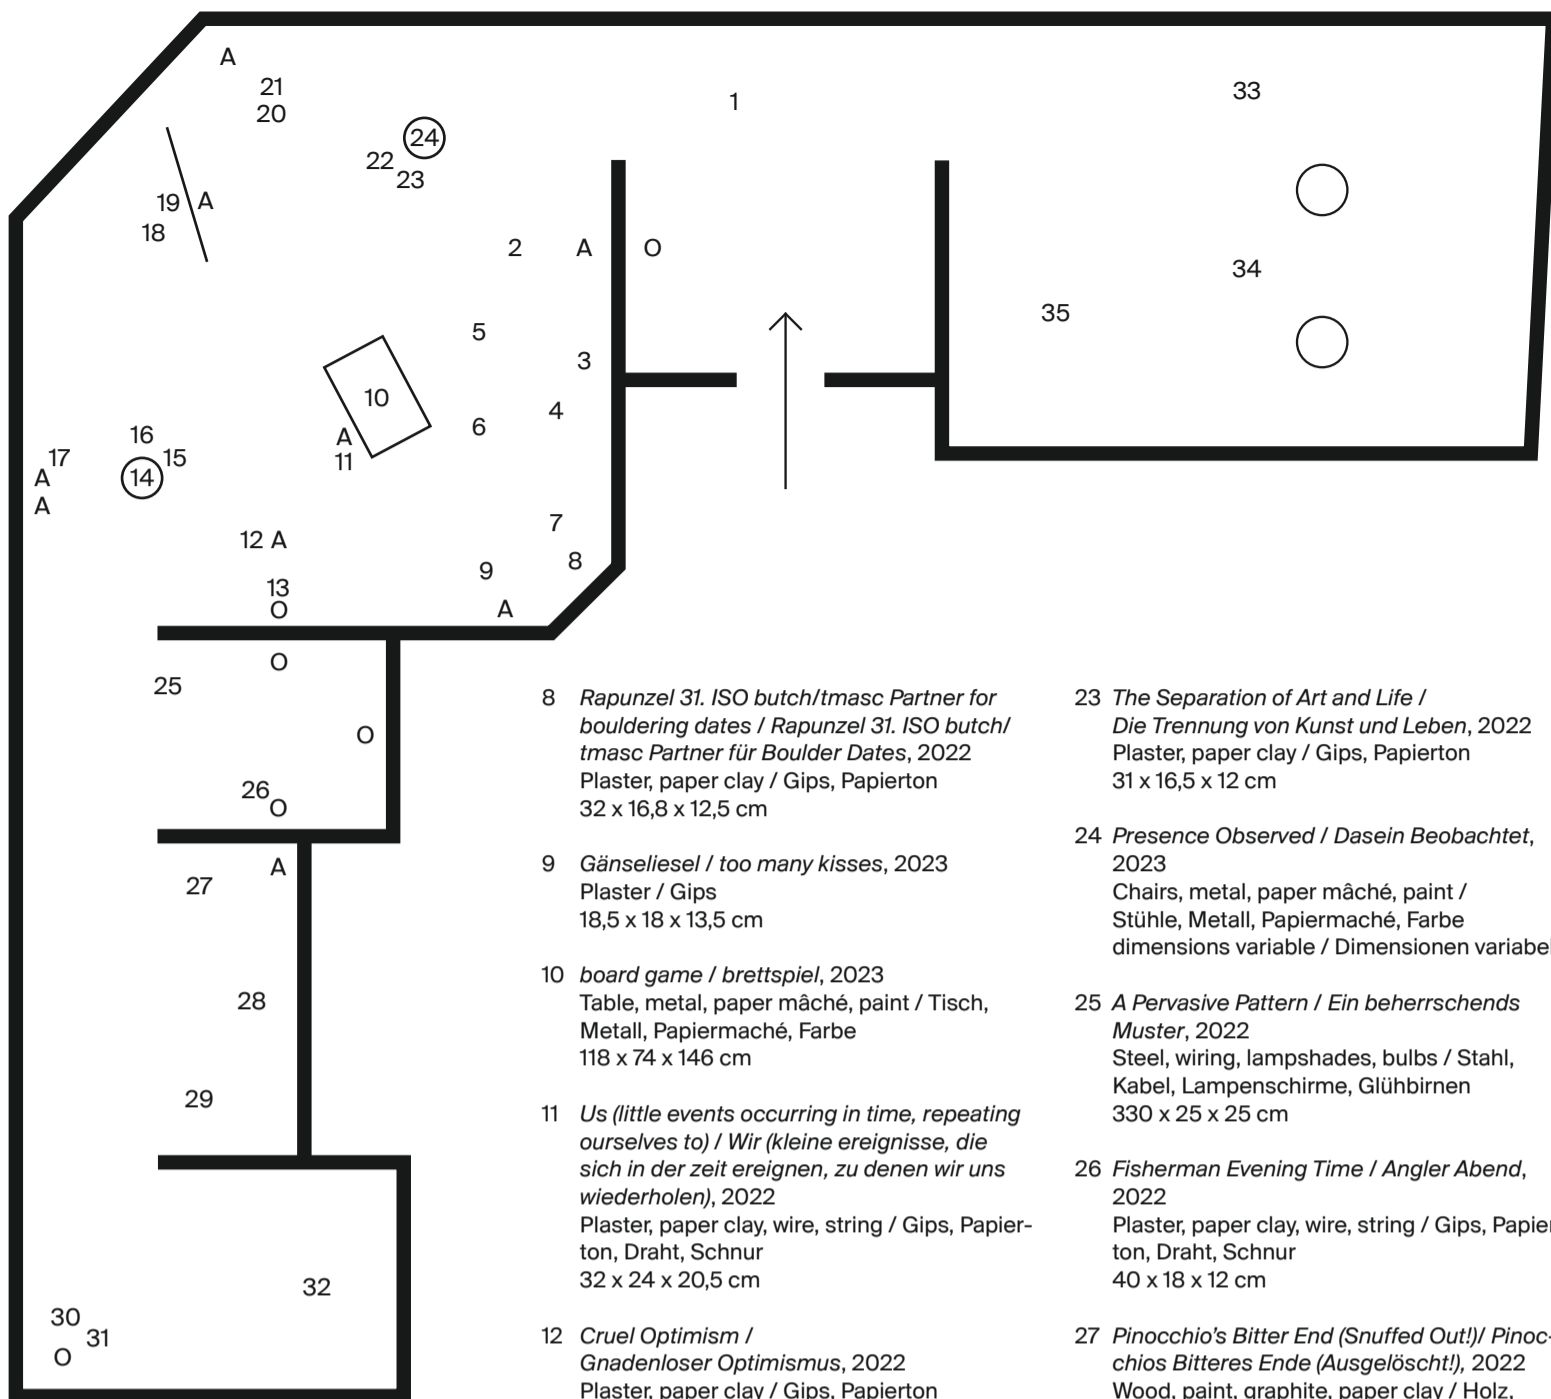 A
21
20
24
22
23
1
33
19 A
18
2 A O
34
5
35
3
10
4
6
A
11
16
17
15
A
14
A
7
12 A
8
9
13
O
A
O
25
O
26
O
A
27
28
29
32
30
31
O
8 Rapunzel 31. ISO butch/tmasc Partner for
bouldering dates / Rapunzel 31. ISO butch/
tmasc Partner für Boulder Dates, 2022
Plaster, paper clay / Gips, Papierton
32 x 16,8 x 12,5 cm
9 Gänseliesel / too many kisses, 2023
Plaster / Gips
18,5 x 18 x 13,5 cm
10 board game / brettspiel, 2023
Table, metal, paper mâché, paint / Tisch,
Metall, Papiermaché, Farbe
118 x 74 x 146 cm
11 Us (little events occurring in time, repeating
ourselves to) / Wir (kleine ereignisse, die
sich in der zeit ereignen, zu denen wir uns
wiederholen), 2022
Plaster, paper clay, wire, string / Gips, Papier-
ton, Draht, Schnur
32 x 24 x 20,5 cm
12 Cruel Optimism /
Gnadenloser Optimismus, 2022
Plaster, paper clay / Gips, Papierton
23 The Separation of Art and Life /
Die Trennung von Kunst und Leben, 2022
Plaster, paper clay / Gips, Papierton
31 x 16,5 x 12 cm
24 Presence Observed / Dasein Beobachtet,
2023
Chairs, metal, paper mâché, paint /
Stühle, Metall, Papiermaché, Farbe
dimensions variable / Dimensionen variabel
25 A Pervasive Pattern / Ein beherrschends
Muster, 2022
Steel, wiring, lampshades, bulbs / Stahl,
Kabel, Lampenschirme, Glühbirnen
330 x 25 x 25 cm
26 Fisherman Evening Time / Angler Abend,
2022
Plaster, paper clay, wire, string / Gips, Papier
ton, Draht, Schnur
40 x 18 x 12 cm
27 Pinocchio's Bitter End (Snuffed Out!)/ Pinoc-
chios Bitteres Ende (Ausgelöscht!), 2022
Wood, paint, graphite, paper clay / Holz,